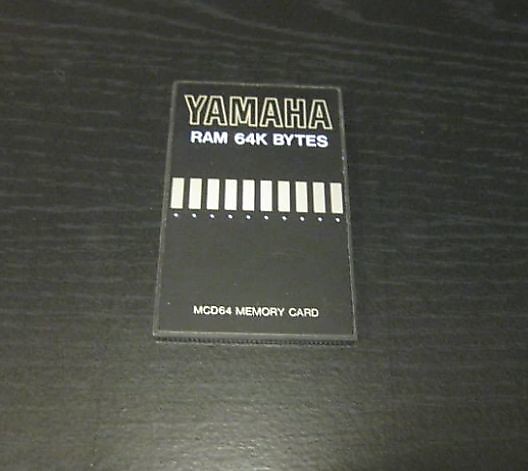 YAMAHA
RAM 64K BYTES
MCD64 MEMORY CARD